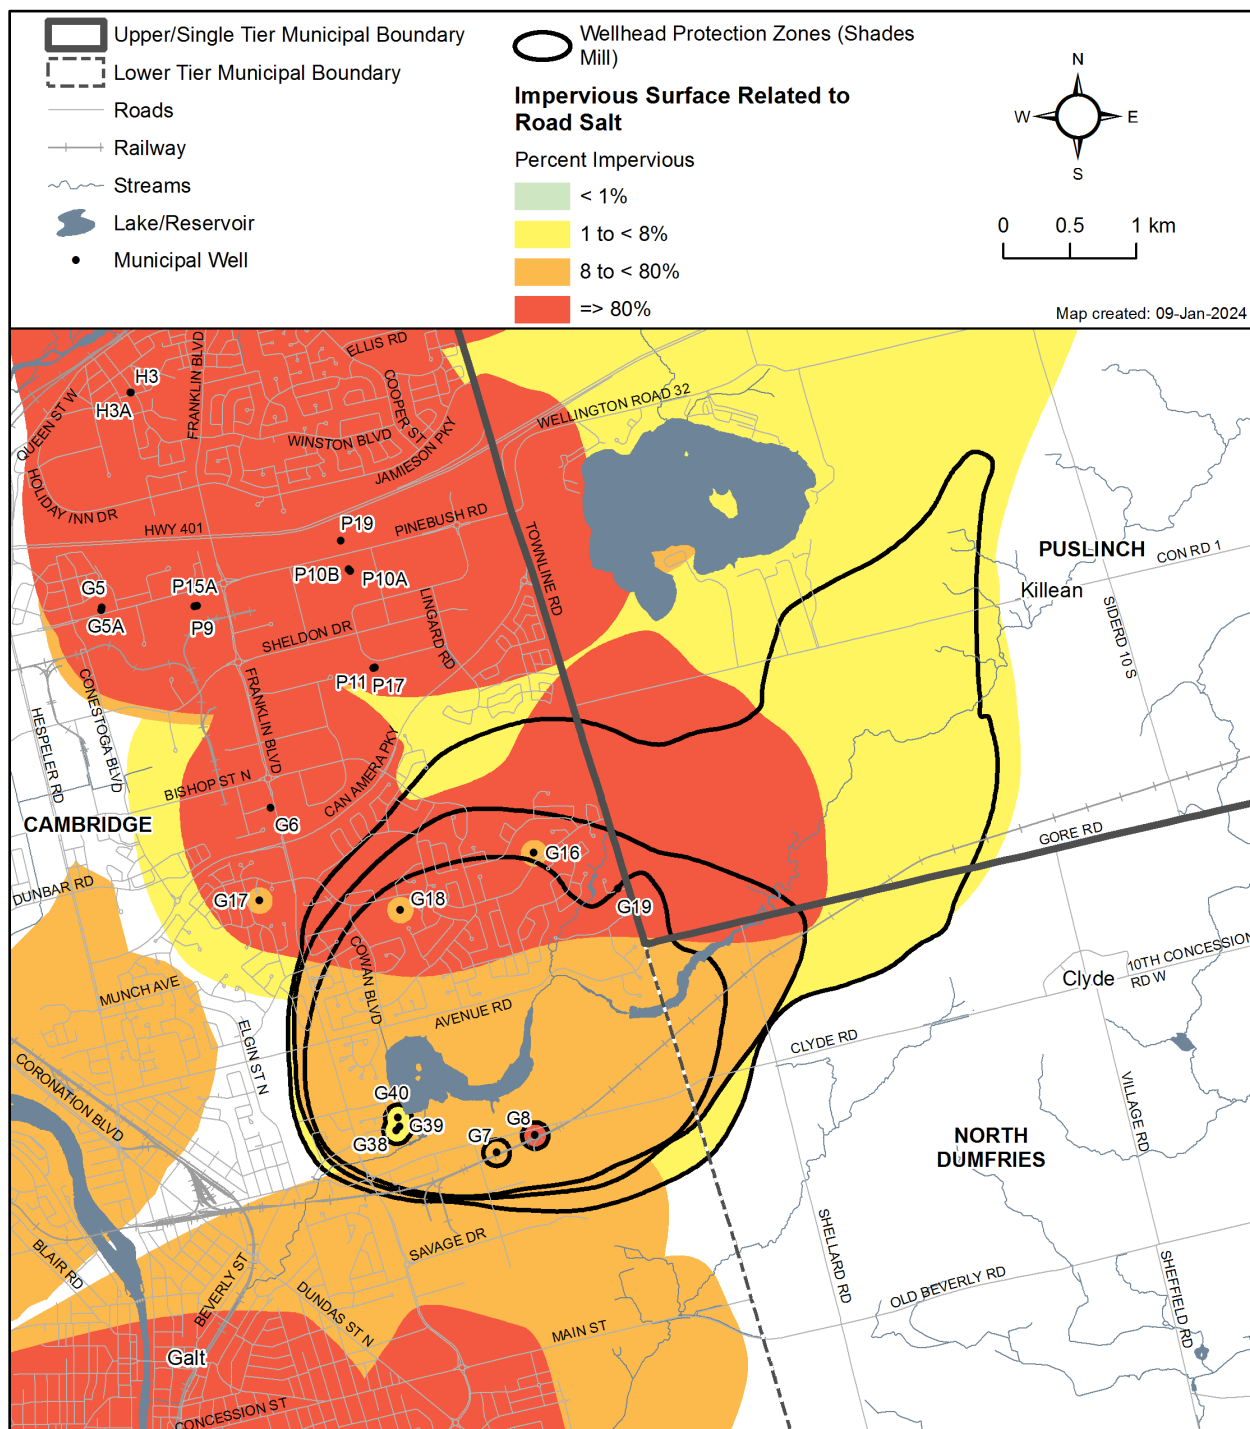 Upper/Single Tier Municipal Boundary
Lower Tier Municipal Boundary
Roads
Railway
Streams
Lake/Reservoir
Municipal Well
Wellhead Protection Zones (Shades
Mill)
Impervious Surface Related to
Road Salt
Percent Impervious
< 1%
1 to < 8%
8 to < 80%
=> 80%
N
W
E
S
0 0.5 1 km
Map created: 09-Jan-2024
ELLIS RD
FRANKLIN BLVD
H3
H3A
COOPER ST
QUEEN ST W
WINSTON BLVD
JAMIESON PKY
WELLINGTON ROAD 32
HOLIDAY INN DR
HWY 401
P19
PINEBUSH RD
TOWNLINE RD
PUSLINCH
CON RD 1
Killean
G5
G5A
P15A
P9
P10B
P10A
LINGARD RD
SIDERD 10 S
SHELDON DR
P11
P17
CONESTOGA BLVD
HESPELER RD
FRANKLIN BLVD
CAN AMERA PKY
BISHOP ST N
G6
CAMBRIDGE
GORE RD
G16
DUNBAR RD
G17
G18
G19
COWAN BLVD
10TH CONCESSION
RD W
Clyde
MUNCH AVE
AVENUE RD
ELGIN ST N
CLYDE RD
CORONATION BLVD
G40
G39
G38
G7
G8
VILLAGE RD
NORTH
DUMFRIES
SHELLARD RD
BLAIR RD
BEVERLY ST
SAVAGE DR
SHEFFIELD RD
OLD BEVERLY RD
DUNDAS ST N
MAIN ST
Galt
CONCESSION ST